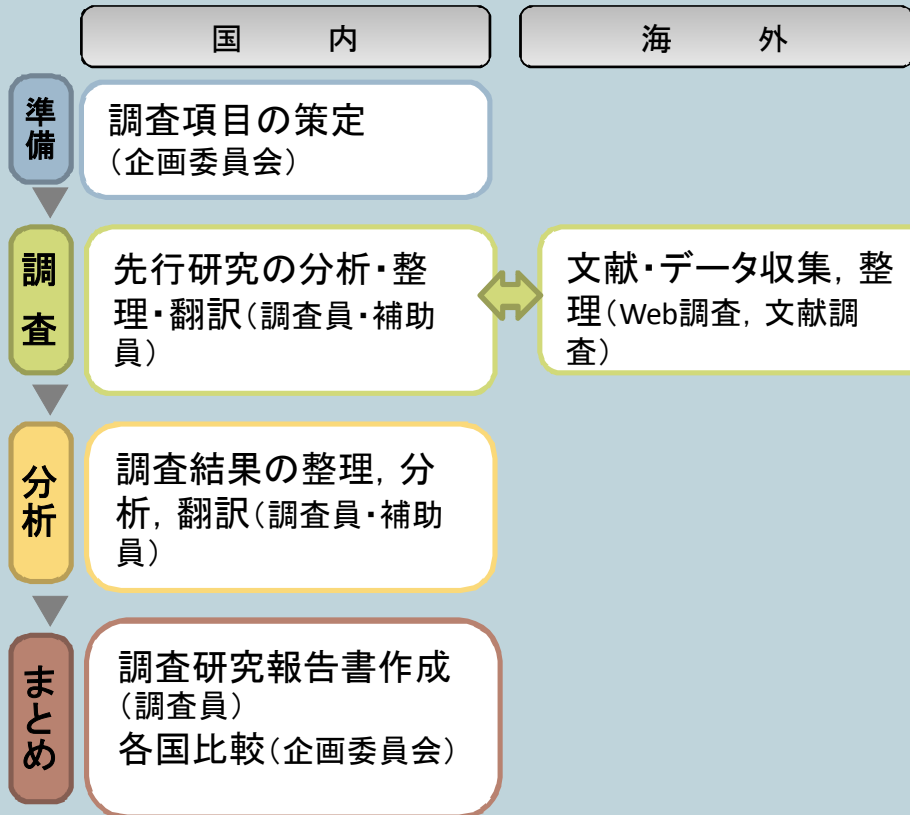 国　　内
海　　外
準備
調査項目の策定
（企画委員会）
調査
先行研究の分析・整
理・翻訳（調査員・補助
員）
文献・データ収集，整
理（Web調査，文献調
査）
分析
調査結果の整理，分
析，翻訳（調査員・補助
員）
まとめ
調査研究報告書作成
（調査員）
各国比較（企画委員会）